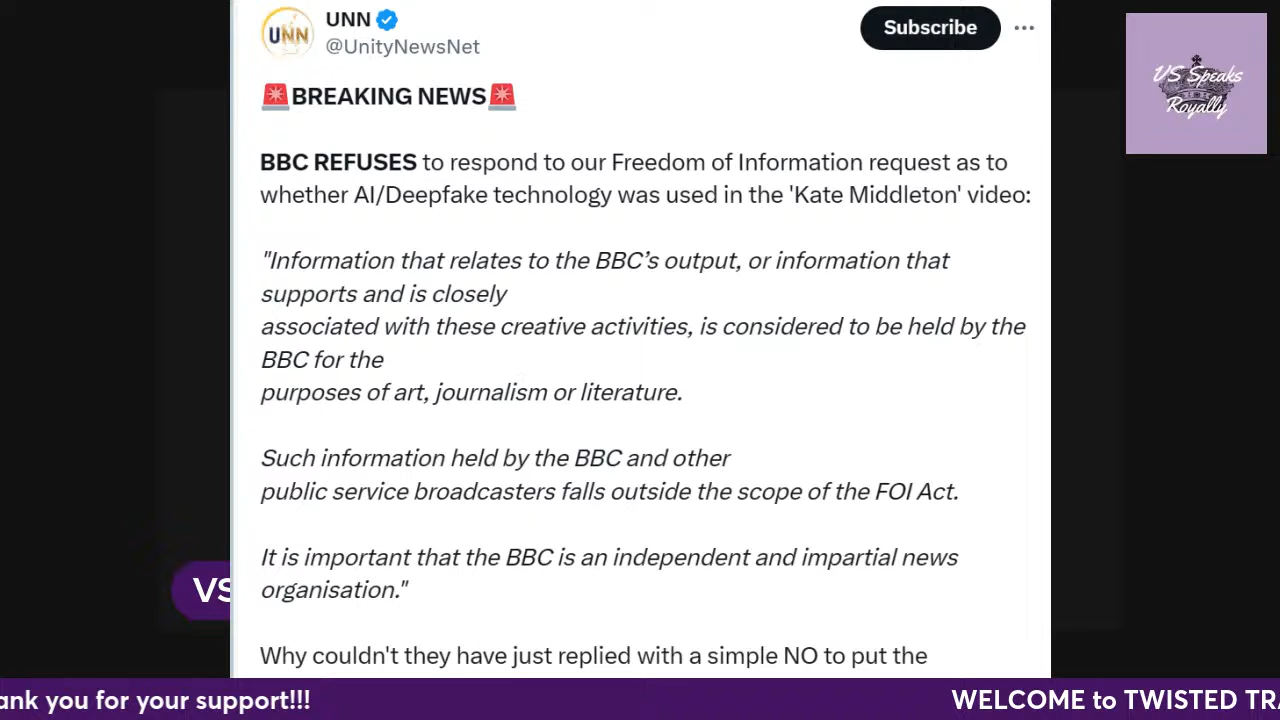 UNN
@UnityNewsNet
Subscribe
UNN
VS Speaks
Royally
🚨BREAKING NEWS🚨
BBC REFUSES to respond to our Freedom of Information request as to
whether AI/Deepfake technology was used in the 'Kate Middleton' video:
"Information that relates to the BBC’s output, or information that
supports and is closely
associated with these creative activities, is considered to be held by the
BBC for the
purposes of art, journalism or literature.
Such information held by the BBC and other
public service broadcasters falls outside the scope of the FOI Act.
It is important that the BBC is an independent and impartial news
organisation."
VS
Why couldn't they have just replied with a simple NO to put the
ank you for your support!!!
WELCOME to TWISTED TRA